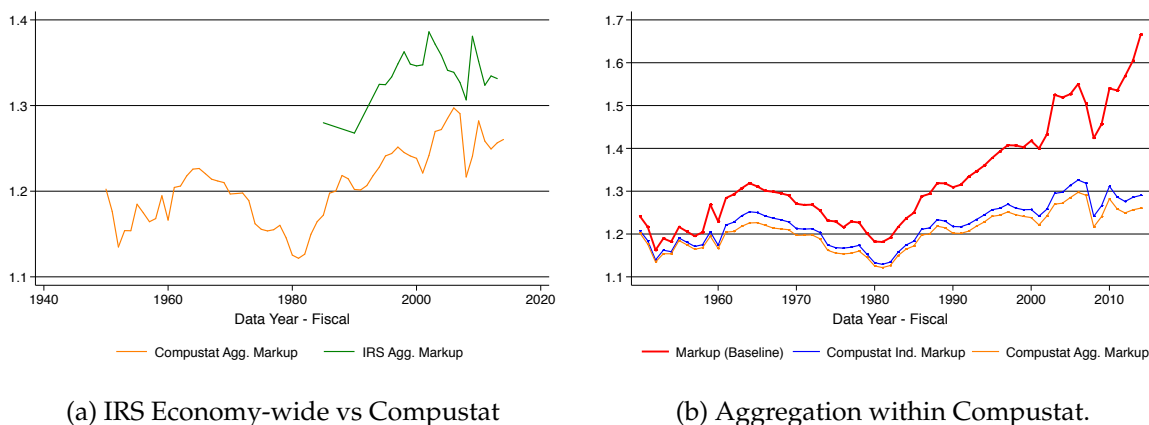 1.4
1.3
1.2
1.1
1940 1960 1980 2000 2020
Data Year - Fiscal
Compustat Agg. Markup IRS Agg. Markup
(a) IRS Economy-wide vs Compustat
1.7
1.6
1.5
1.4
1.3
1.2
1.1
1960 1970 1980 1990 2000 2010
Data Year - Fiscal
Markup (Baseline) Compustat Ind. Markup Compustat Agg. Markup
(b) Aggregation within Compustat.